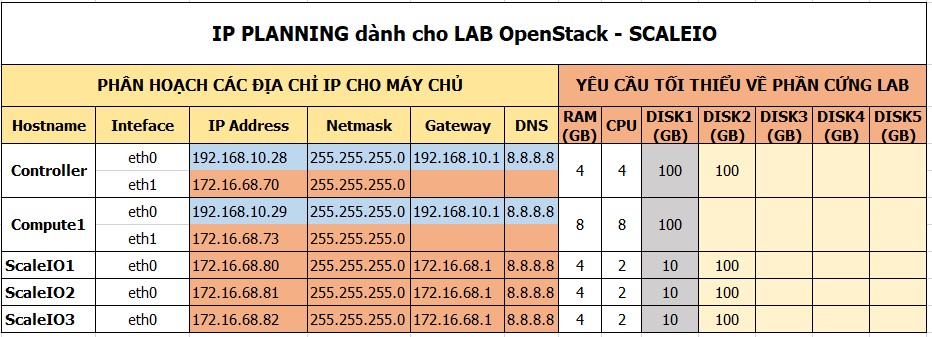 IP PLANNING dành cho LAB OpenStack - SCALEIO
PHÂN HOẠCH CÁC ĐỊA CHỈ IP CHO MÁY CHỦ YÊU CẦU TỐI THIỂU VỀ PHẦN CỨNG LAB
Hostname Inteface IP Address Netmask Gateway DNS RAM (GB) CPU DISK1 (GB) DISK2 (GB) DISK3 (GB) DISK4 (GB) DISK5 (GB)
Controller eth0 192.168.10.28 255.255.255.0 192.168.10.1 8.8.8.8 4 4 100 100
eth1 172.16.68.70 255.255.255.0
Compute1 eth0 192.168.10.29 255.255.255.0 192.168.10.1 8.8.8.8 8 8 100
eth1 172.16.68.73 255.255.255.0
ScaleIO1 eth0 172.16.68.80 255.255.255.0 172.16.68.1 8.8.8.8 4 2 10 100
ScaleIO2 eth0 172.16.68.81 255.255.255.0 172.16.68.1 8.8.8.8 4 2 10 100
ScaleIO3 eth0 172.16.68.82 255.255.255.0 172.16.68.1 8.8.8.8 4 2 10 100